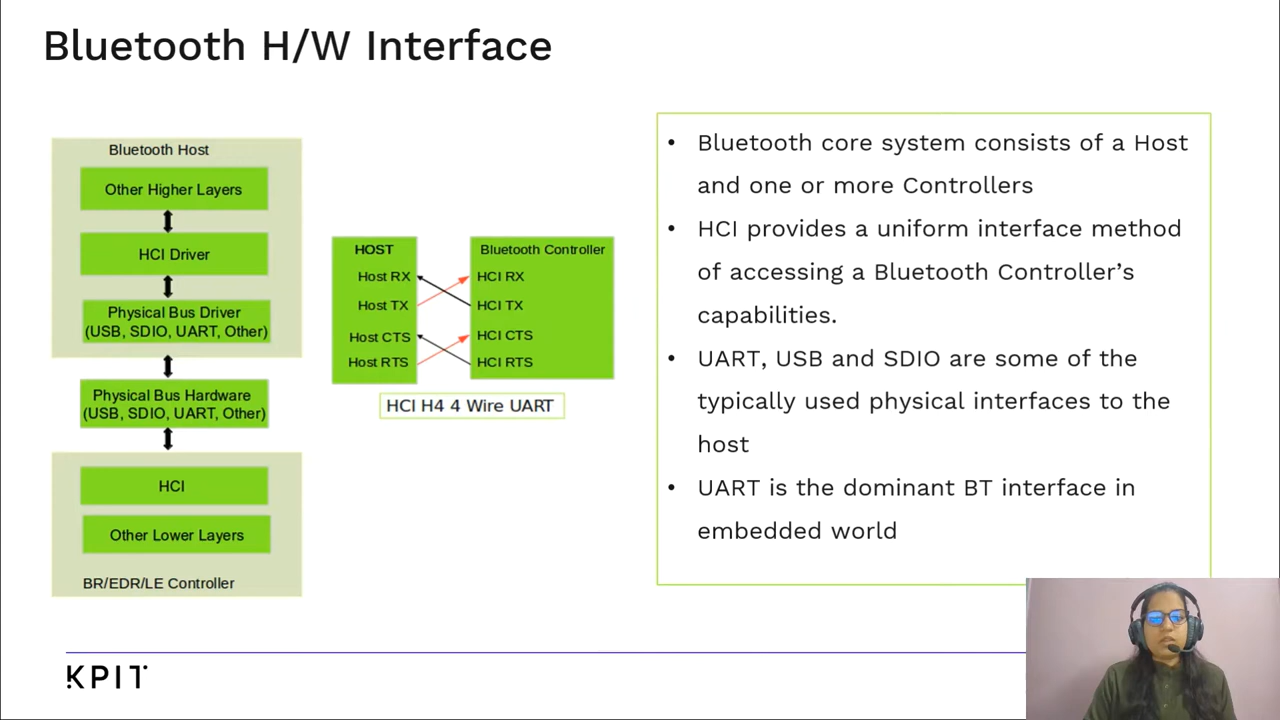 Bluetooth H/W Interface
Bluetooth Host
Other Higher Layers
HCI Driver
Physical Bus Driver
(USB, SDIO, UART, Other)
Physical Bus Hardware
(USB, SDIO, UART, Other)
HCI
Other Lower Layers
BR/EDR/LE Controller
HOST
Host RX
Host TX
Host CTS
Host RTS
Bluetooth Controller
HCI RX
HCI TX
HCI CTS
HCI RTS
HCI H4 4 Wire UART
• Bluetooth core system consists of a Host
and one or more Controllers
• HCI provides a uniform interface method
of accessing a Bluetooth Controller’s
capabilities.
• UART, USB and SDIO are some of the
typically used physical interfaces to the
host
• UART is the dominant BT interface in
embedded world
KPIT